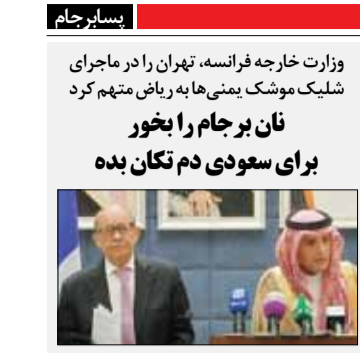 پسابرجام
وزارت خارجه فرانسه، تهران را در ماجرای
شلیک موشک یمنی‌ها به ریاض متهم کرد
نان برجام را بخور
برای سعودی دم تکان بده